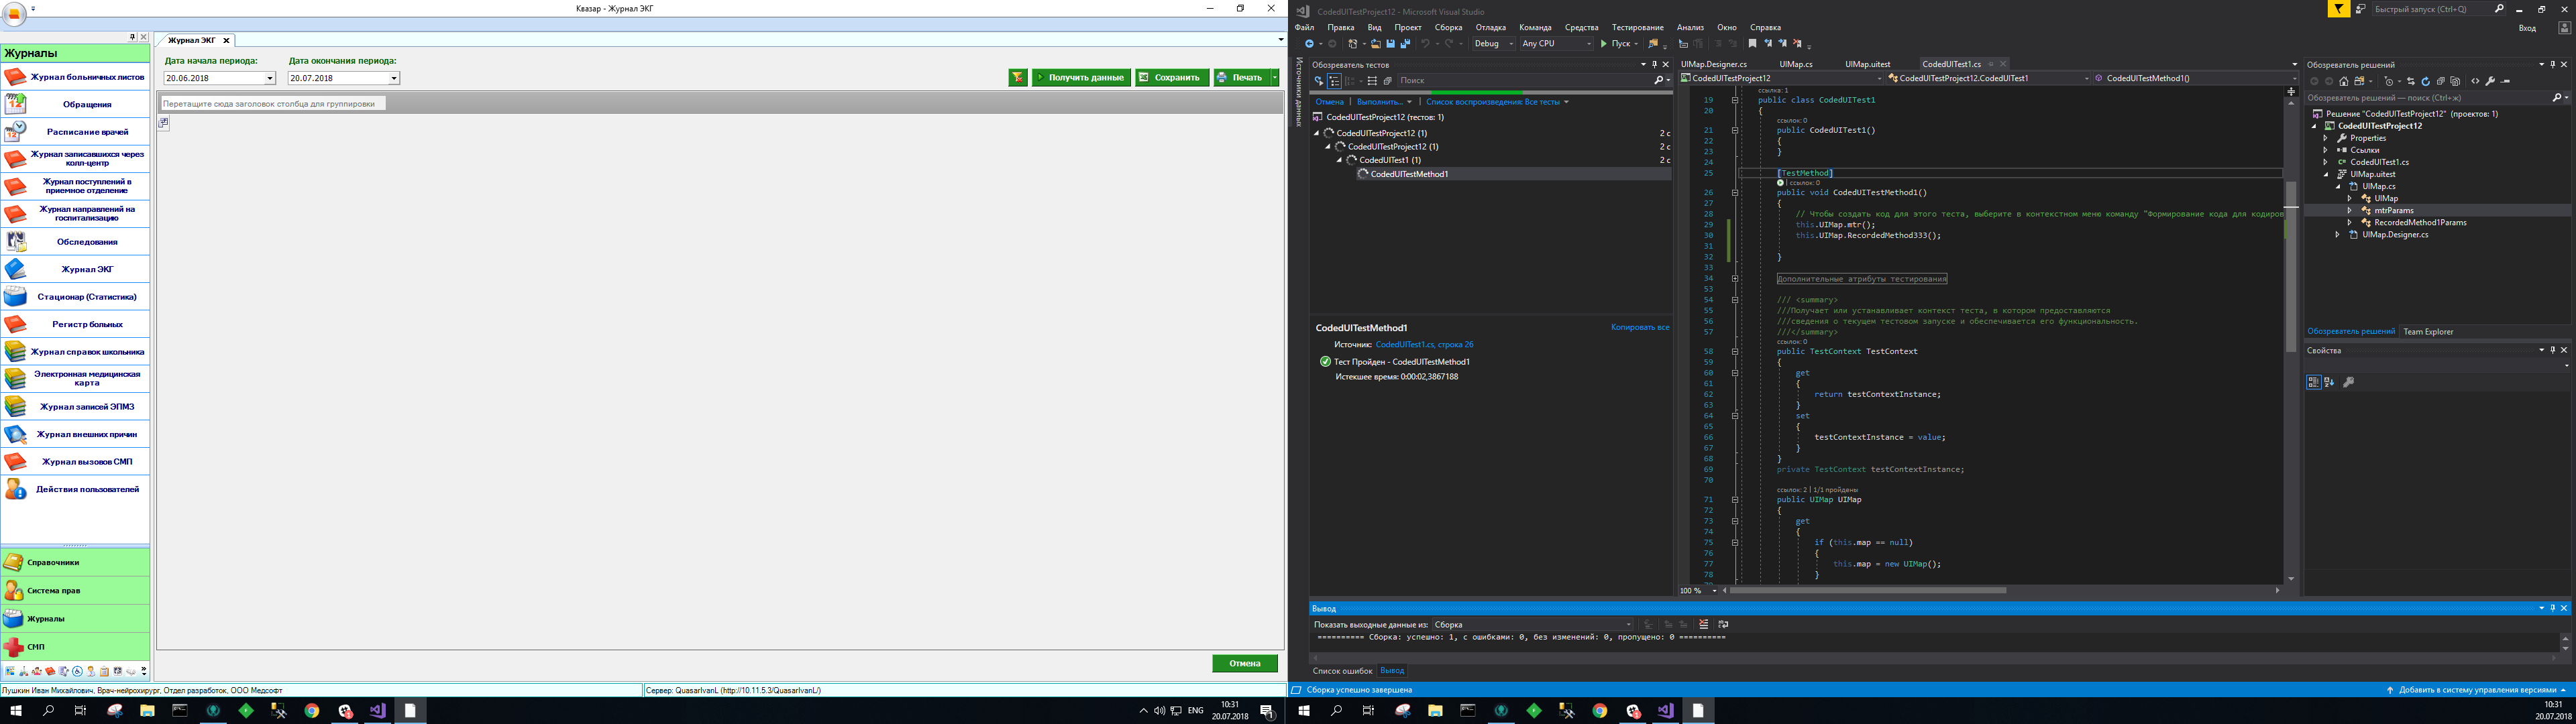 Квазар - Журнал ЭКГ
Журналы
Журнал больничных листов
Обращения
Расписание врачей
Журнал записавшихся через
колл-центр
Журнал поступлений в
приемное отделение
Журнал направлений на
госпитализацию
Обследования
Журнал ЭКГ
Стационар (Статистика)
Регистр больных
Журнал справок школьника
Электронная медицинская
карта
Журнал записей ЭПМЗ
Журнал внешних причин
Журнал вызовов СМП
Действия пользователей
Справочники
Система прав
Журналы
СМП
Журнал ЭКГ
Дата начала периода:
Дата окончания периода:
20.06.2018
20.07.2018
Получить данные
Сохранить
Печать
Перетащите сюда заголовок столбца для группировки
Отмена
Лушкин Иван Михайлович, Врач-нейрохирург, Отдел разработок, ООО Медсофт
Сервер: QuasarIvanL (http://10.11.5.3/QuasarIvanL/)
ENG
10:31
20.07.2018
CodedUITestProject12 - Microsoft Visual Studio
Быстрый запуск (Ctrl+Q)
Файл Правка Вид Проект Сборка Отладка Команда Средства Тестирование Анализ Окно Справка
Вход
Debug
Any CPU
Пуск
Источники данных
Обозреватель тестов
Поиск
Отмена | Выполнить... | Список воспроизведения: Все тесты
CodedUITestProject12 (тестов: 1)
CodedUITestProject12 (1) 2 с
CodedUITestProject12 (1) 2 с
CodedUITest1 (1) 2 с
CodedUITestMethod1
CodedUITestMethod1
Копировать все
Источник: CodedUITest1.cs, строка 26
Тест Пройден - CodedUITestMethod1
Истекшее время: 0:00:02,3867188
UIMap.Designer.cs UIMap.cs UIMap.uitest CodedUITest1.cs
CodedUITestProject12
CodedUITestProject12.CodedUITest1
CodedUITestMethod1()
ссылка: 1
19 public class CodedUITest1
20 {
ссылок: 0
21 public CodedUITest1()
22 {
23 }
24
25 [TestMethod]
| ссылок: 0
26 public void CodedUITestMethod1()
27 {
28 // Чтобы создать код для этого теста, выберите в контекстном меню команду "Формирование кода для кодиров
29 this.UIMap.mtr();
30 this.UIMap.RecordedMethod333();
31
32 }
33
34 Дополнительные атрибуты тестирования
53
54 /// <summary>
55 ///Получает или устанавливает контекст теста, в котором предоставляются
56 ///сведения о текущем тестовом запуске и обеспечивается его функциональность.
57 ///</summary>
ссылок: 0
58 public TestContext TestContext
59 {
60 get
61 {
62 return testContextInstance;
63 }
64 set
65 {
66 testContextInstance = value;
67 }
68 }
69 private TestContext testContextInstance;
70
ссылок: 2 | 1/1 пройдены
71 public UIMap UIMap
72 {
73 get
74 {
75 if (this.map == null)
76 {
77 this.map = new UIMap();
78 }
100 %
Обозреватель решений
Обозреватель решений — поиск (Ctrl+ж)
Решение "CodedUITestProject12" (проектов: 1)
CodedUITestProject12
Properties
Ссылки
CodedUITest1.cs
UIMap.uitest
UIMap.cs
UIMap
mtrParams
RecordedMethod1Params
UIMap.Designer.cs
Обозреватель решений Team Explorer
Свойства
Вывод
Показать выходные данные из: Сборка
========== Сборка: успешно: 1, с ошибками: 0, без изменений: 0, пропущено: 0 ==========
Список ошибок Вывод
Сборка успешно завершена
Добавить в систему управления версиями
10:31
20.07.2018